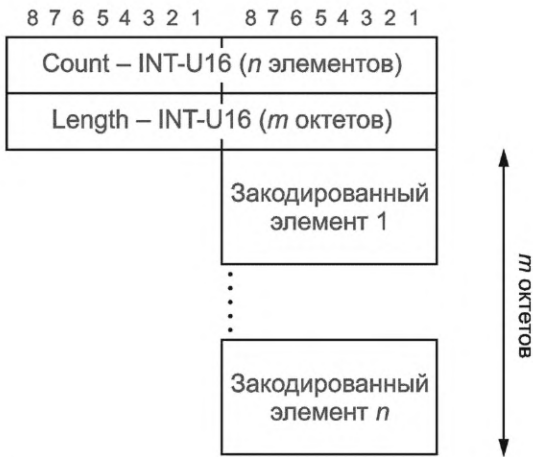 8 7 6 5 4 3 2 1 8 7 6 5 4 3 2 1
Count – INT-U16 (n элементов)
Length – INT-U16 (m октетов)
Закодированный
элемент 1
m октетов
Закодированный
элемент n